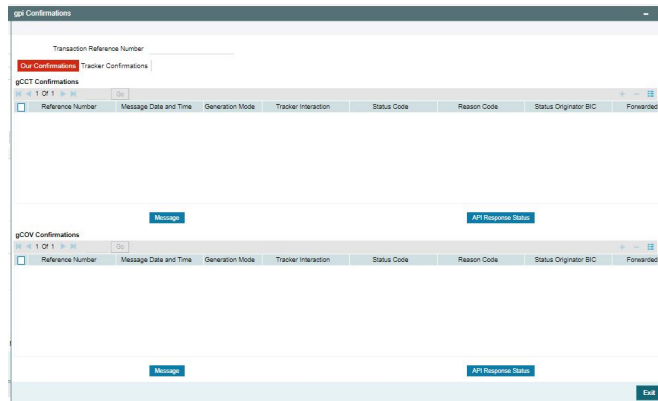 gpi Confirmations
Transaction Reference Number
Our Confirmations Tracker Confirmations
gCCT Confirmations
1 Of 1 Go
Reference Number Message Date and Time Generation Mode Tracker Interaction Status Code Reason Code Status Originator BIC Forwarded
Message API Response Status
gCOV Confirmations
1 Of 1 Go
Reference Number Message Date and Time Generation Mode Tracker Interaction Status Code Reason Code Status Originator BIC Forwarded
Message API Response Status
Exit